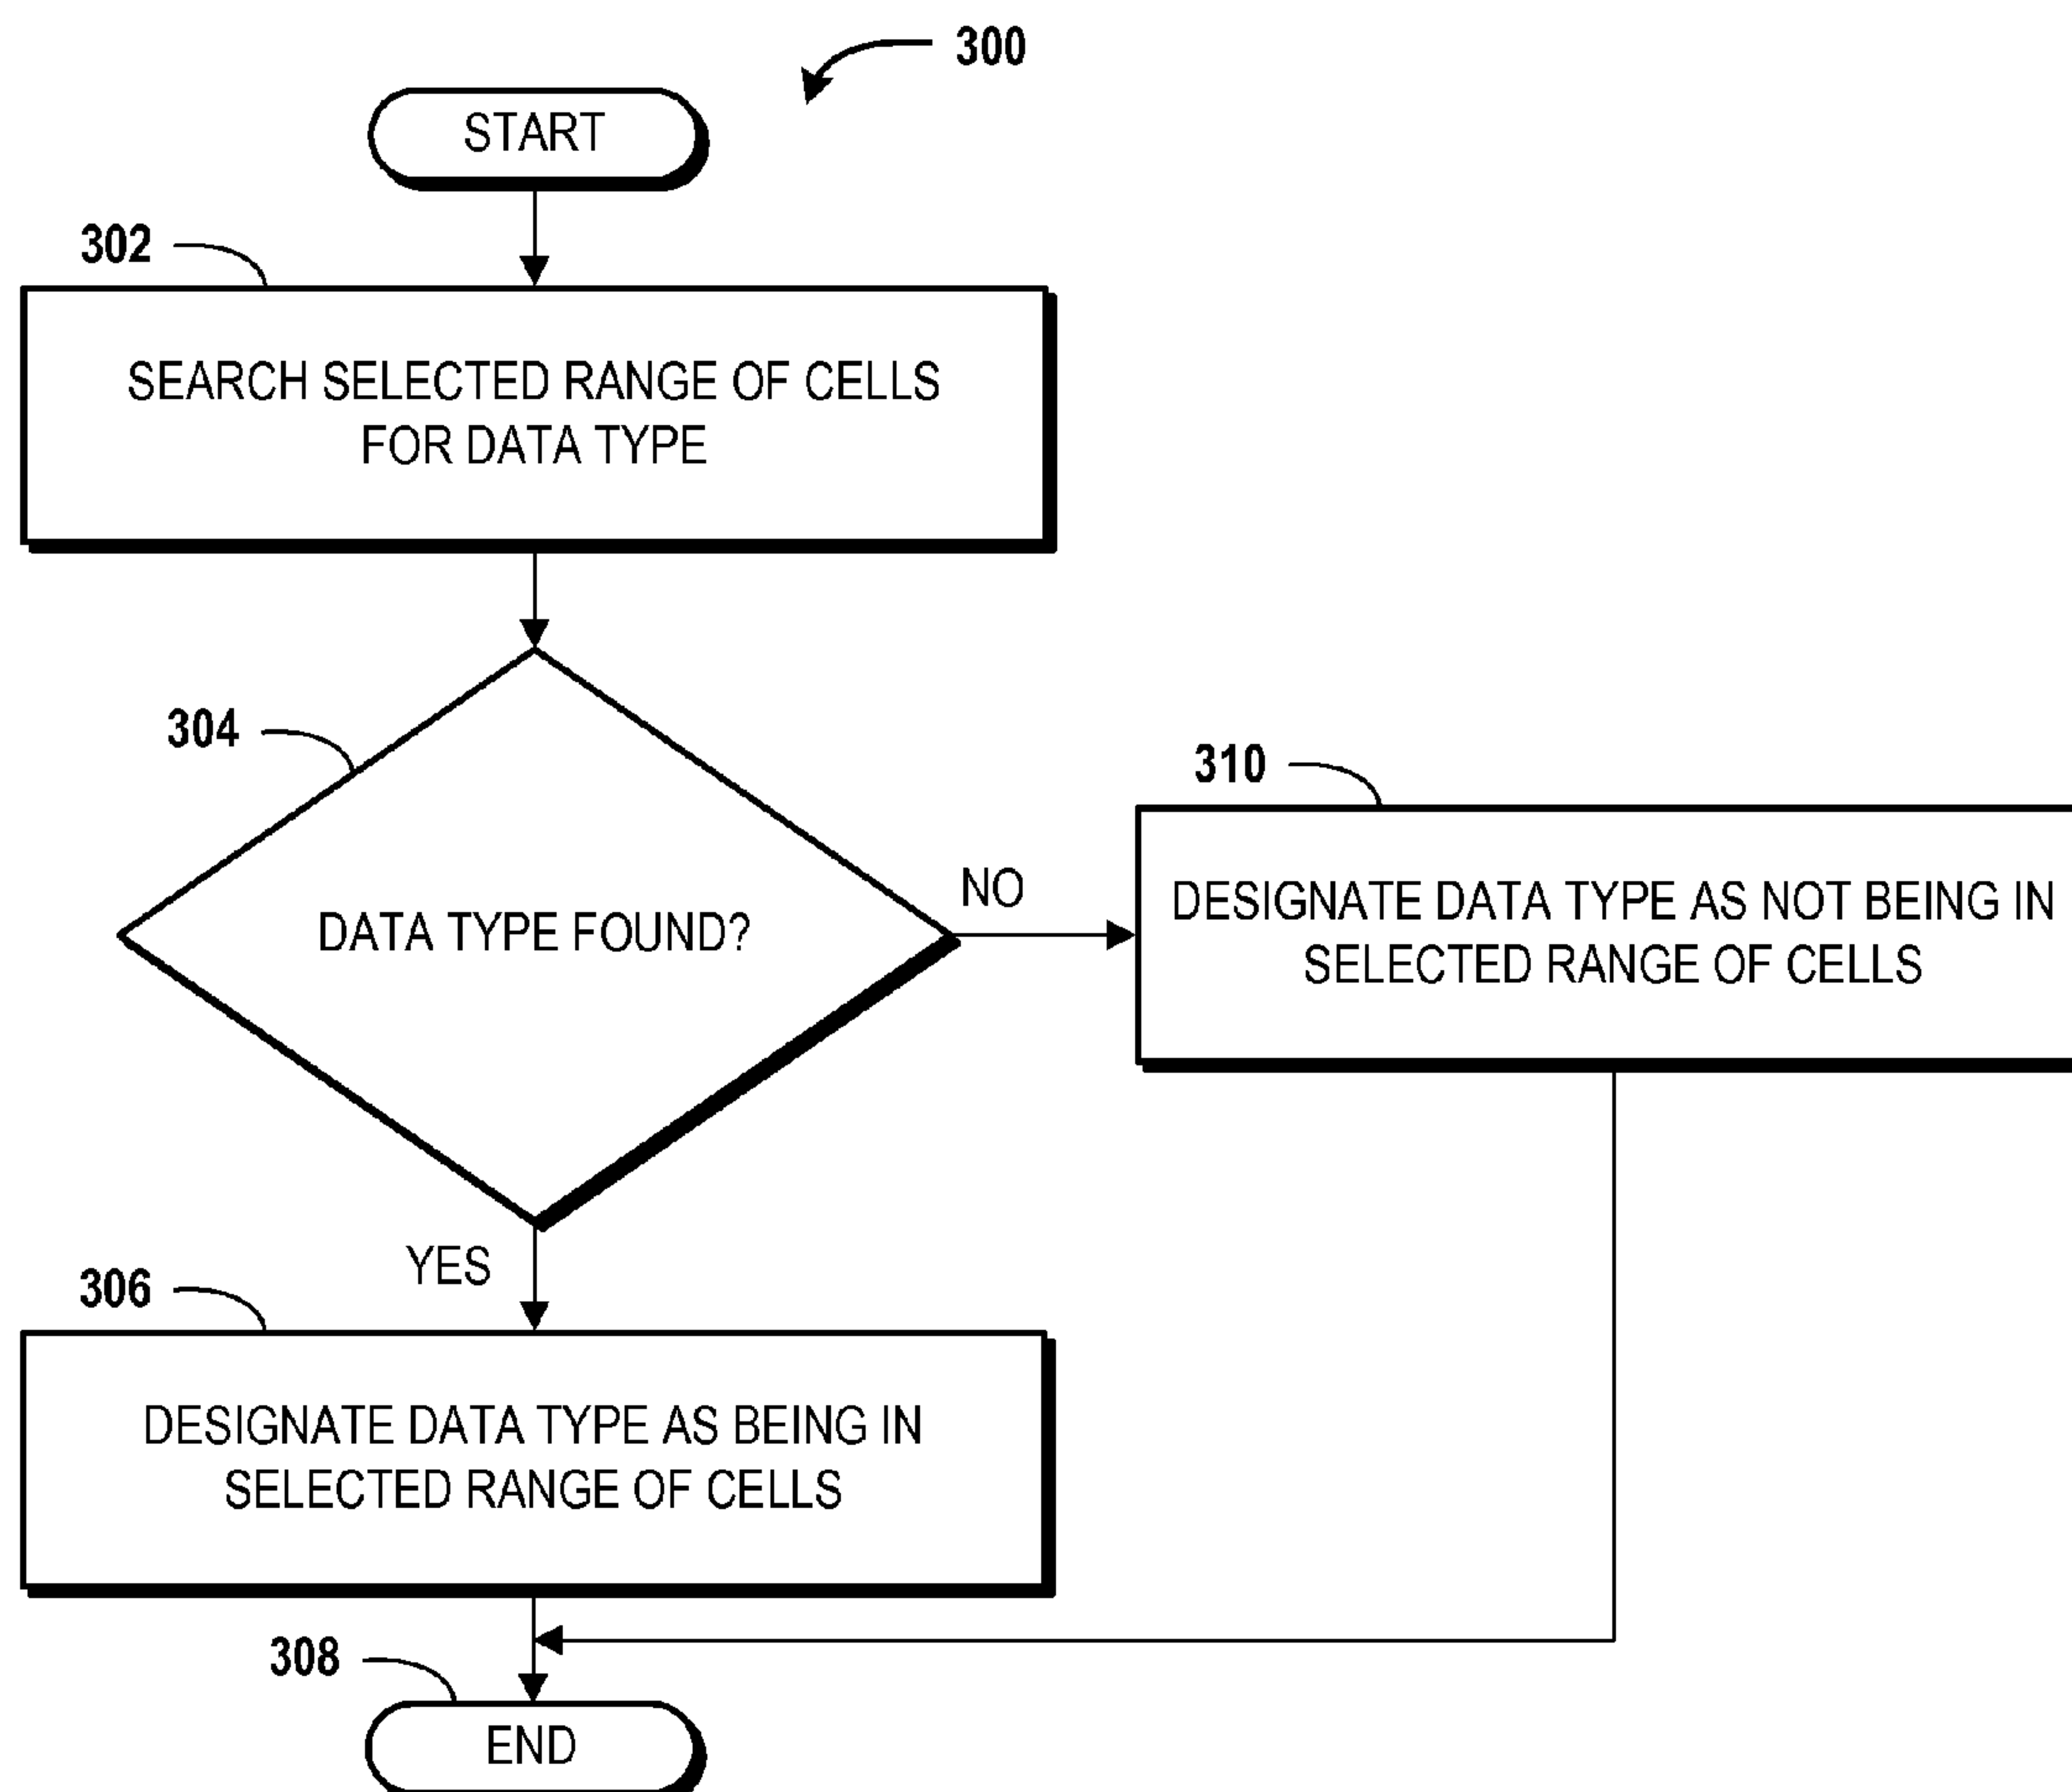 300
START
302
SEARCH SELECTED RANGE OF CELLS
FOR DATA TYPE
304
DATA TYPE FOUND?
NO
310
DESIGNATE DATA TYPE AS NOT BEING IN
SELECTED RANGE OF CELLS
YES
306
DESIGNATE DATA TYPE AS BEING IN
SELECTED RANGE OF CELLS
308
END